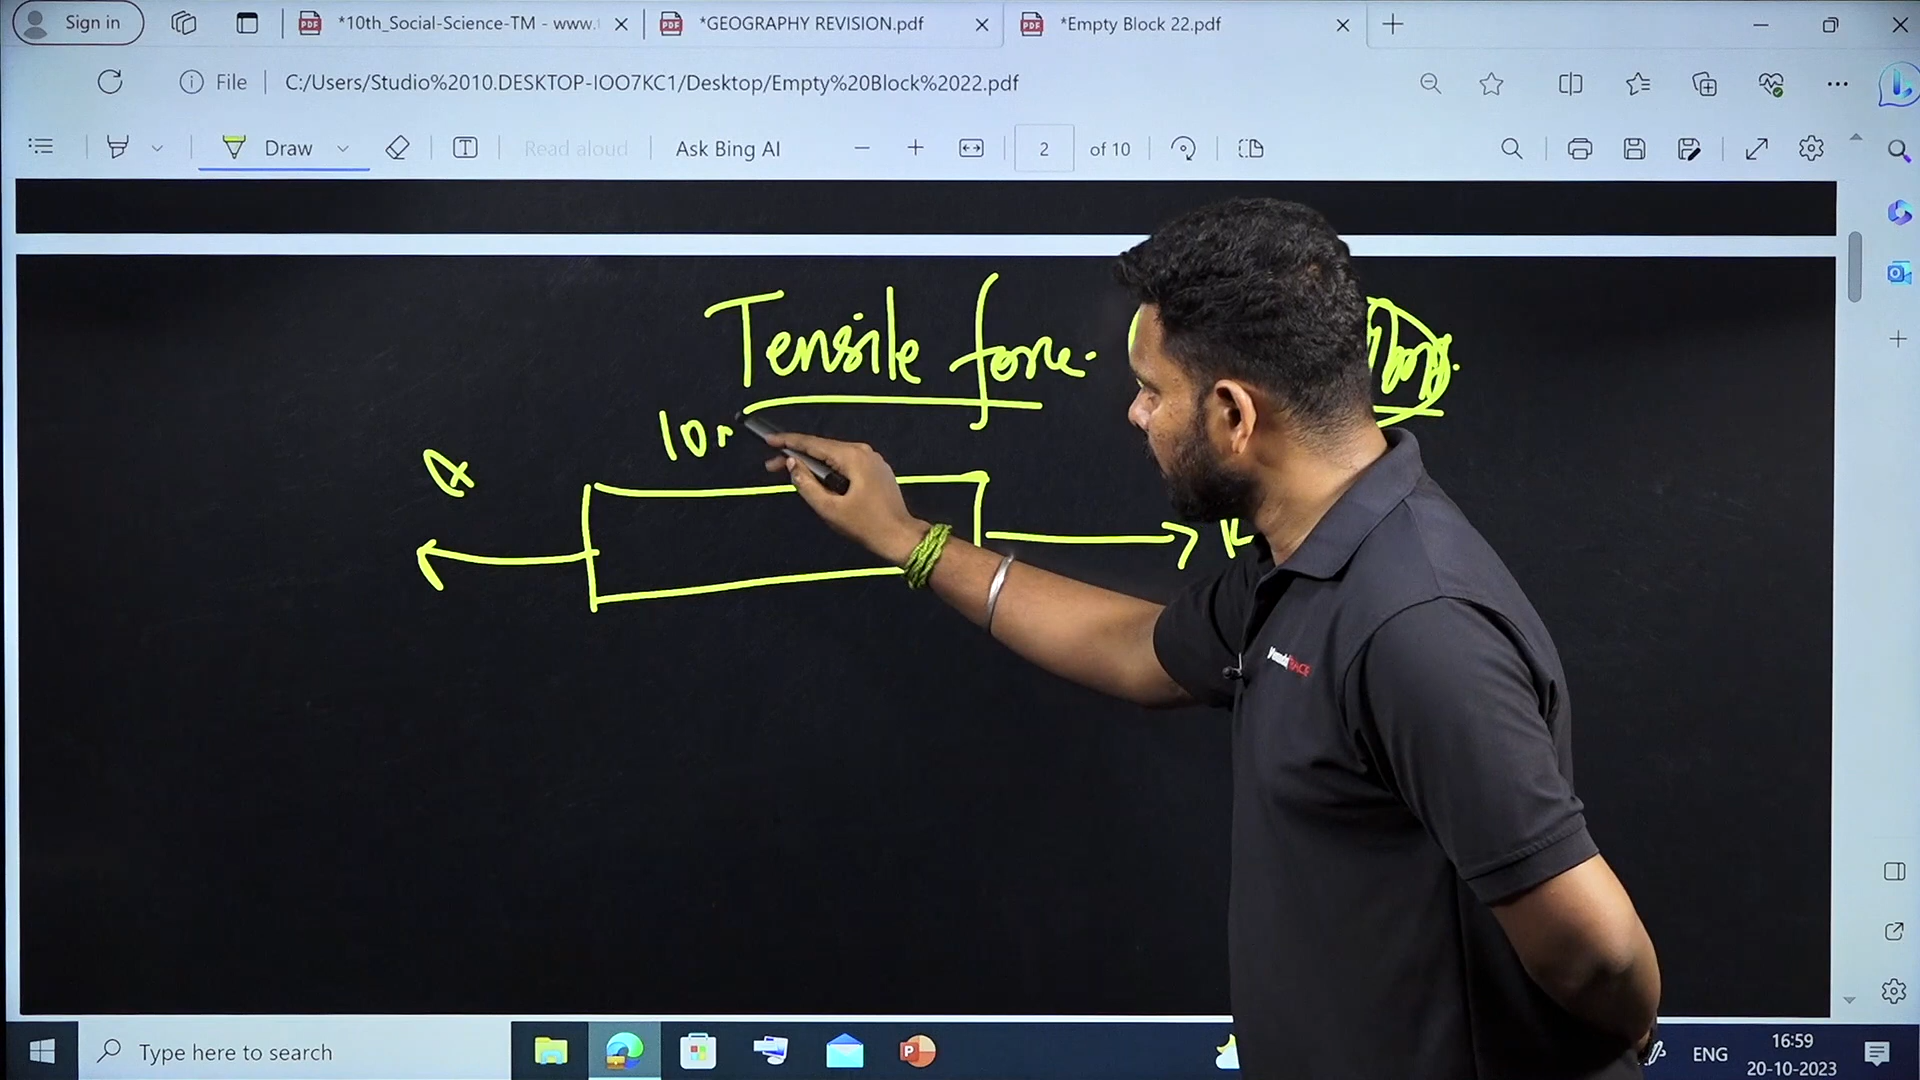 Sign in
*10th_Social-Science-TM - www.
*GEOGRAPHY REVISION.pdf
*Empty Block 22.pdf
File
C:/Users/Studio%2010.DESKTOP-IOO7KC1/Desktop/Empty%20Block%2022.pdf
Draw
Read aloud
Ask Bing AI
2
of 10
Tensile force.
10
Type here to search
ENG
16:59
20-10-2023